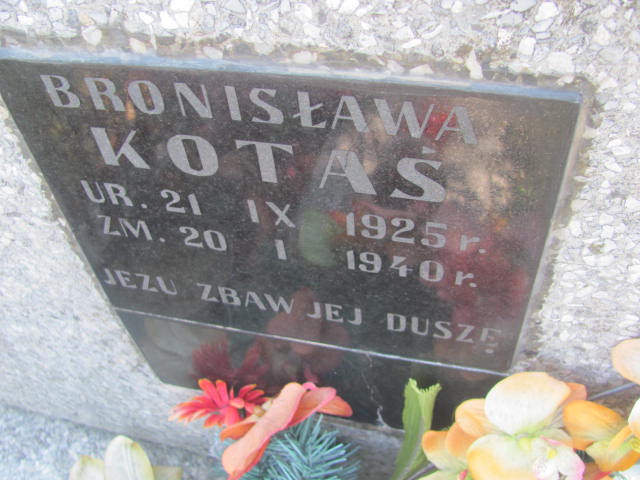 BRONISŁAWA
KOTAŚ
UR. 21 IX 1925 r.
ZM. 20 I 1940 r.
JEZU ZBAW JEJ DUSZĘ.